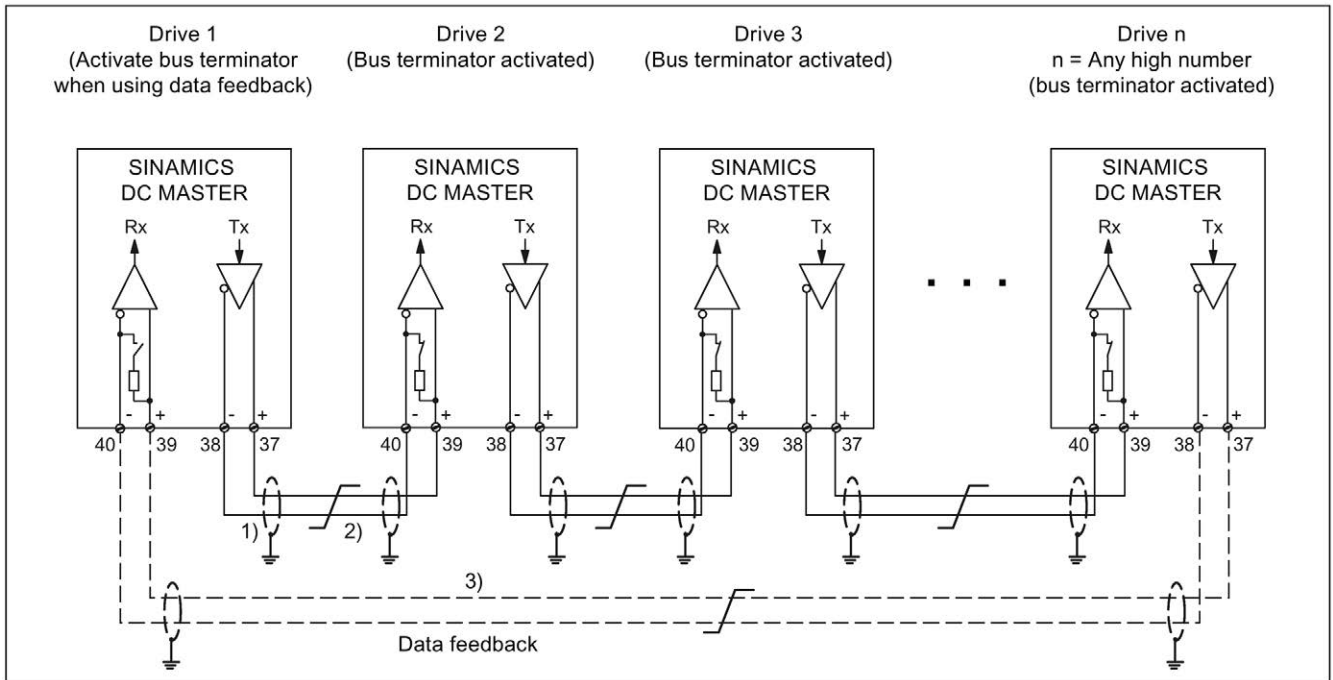 Drive 1
(Activate bus terminator
when using data feedback)
Drive 2
(Bus terminator activated)
Drive 3
(Bus terminator activated)
Drive n
n = Any high number
(bus terminator activated)
SINAMICS
DC MASTER
Rx
Tx
- + - +
40 39 38 37
SINAMICS
DC MASTER
Rx
Tx
- + - +
40 39 38 37
SINAMICS
DC MASTER
Rx
Tx
- + - +
40 39 38 37
SINAMICS
DC MASTER
Rx
Tx
- + - +
40 39 38 37
1)
2)
3)
Data feedback